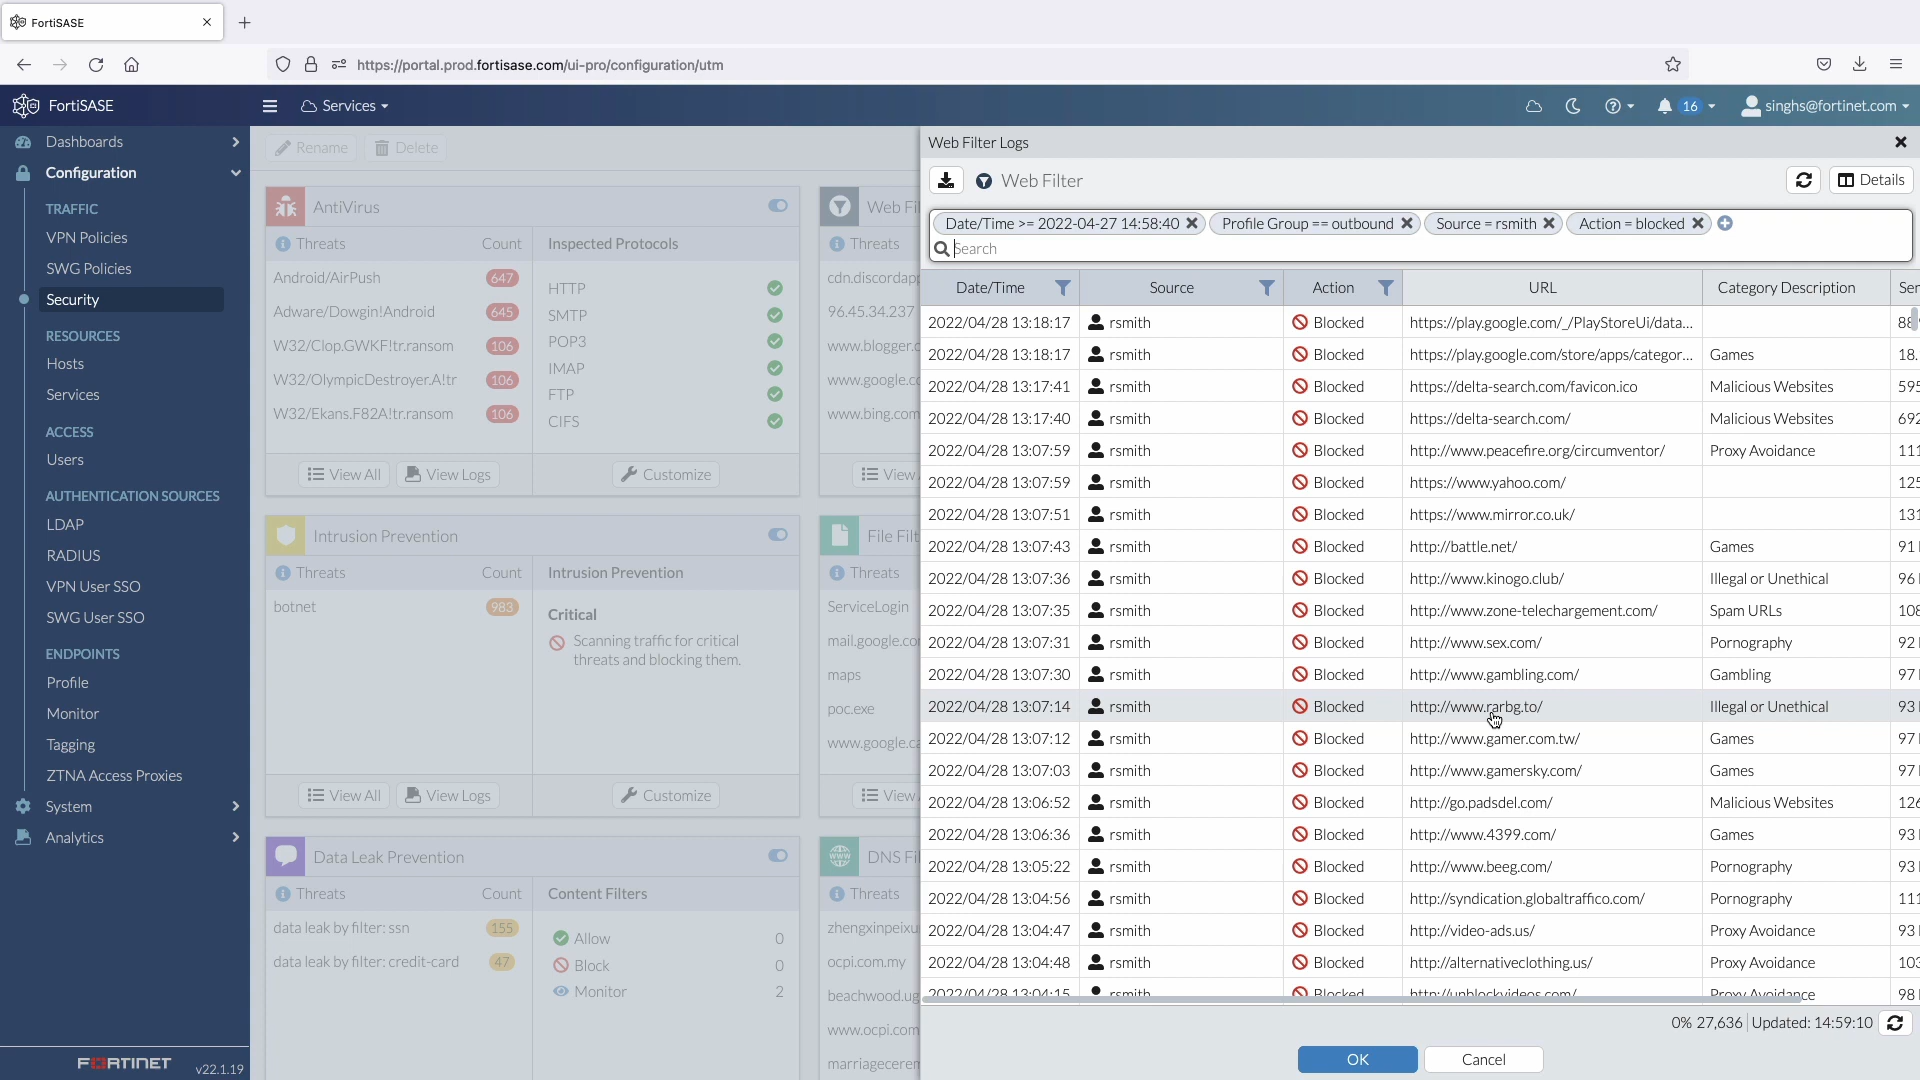 FortiSASE
https://portal.prod.fortisase.com/ui-pro/configuration/utm
FortiSASE
Services
16
singhs@fortinet.com
Dashboards
Configuration
TRAFFIC
VPN Policies
SWG Policies
Security
RESOURCES
Hosts
Services
ACCESS
Users
AUTHENTICATION SOURCES
LDAP
RADIUS
VPN User SSO
SWG User SSO
ENDPOINTS
Profile
Monitor
Tagging
ZTNA Access Proxies
System
Analytics
FORTINET
v22.1.19
Rename Delete
AntiVirus
Threats Count Inspected Protocols
Android/AirPush 647
Adware/Dowgin!Android 645
W32/Clop.GWKF!tr.ransom 106
W32/OlympicDestroyer.A!tr 106
W32/Ekans.F82A!tr.ransom 106
HTTP
SMTP
POP3
IMAP
FTP
CIFS
View All View Logs Customize
Web Fil
Threats
cdn.discordapp
96.45.34.237
www.blogger.c
www.google.c
www.bing.com
View
Intrusion Prevention
Threats Count Intrusion Prevention
botnet 983
Critical
Scanning traffic for critical
threats and blocking them.
View All View Logs Customize
File Filt
Threats
ServiceLogin
mail.google.co
maps
poc.exe
www.google.ca
View
Data Leak Prevention
Threats Count Content Filters
data leak by filter: ssn 155
data leak by filter: credit-card 47
Allow 0
Block 0
Monitor 2
DNS Fil
Threats
zhengxinpeixu
ocpi.com.my
beachwood.ug
www.ocpi.com
marriagecerem
Web Filter Logs
Web Filter
Details
Date/Time >= 2022-04-27 14:58:40 Profile Group == outbound Source = rsmith Action = blocked
Search
Date/Time Source Action URL Category Description Ser
2022/04/28 13:18:17 rsmith Blocked https://play.google.com/_/PlayStoreUi/data...
2022/04/28 13:18:17 rsmith Blocked https://play.google.com/store/apps/categor... Games 18.
2022/04/28 13:17:41 rsmith Blocked https://delta-search.com/favicon.ico Malicious Websites 595
2022/04/28 13:17:40 rsmith Blocked https://delta-search.com/ Malicious Websites 692
2022/04/28 13:07:59 rsmith Blocked http://www.peacefire.org/circumventor/ Proxy Avoidance 111
2022/04/28 13:07:59 rsmith Blocked https://www.yahoo.com/ 125
2022/04/28 13:07:51 rsmith Blocked https://www.mirror.co.uk/ 131
2022/04/28 13:07:43 rsmith Blocked http://battle.net/ Games 91
2022/04/28 13:07:36 rsmith Blocked http://www.kinogo.club/ Illegal or Unethical 96
2022/04/28 13:07:35 rsmith Blocked http://www.zone-telechargement.com/ Spam URLs 108
2022/04/28 13:07:31 rsmith Blocked http://www.sex.com/ Pornography 92
2022/04/28 13:07:30 rsmith Blocked http://www.gambling.com/ Gambling 97
2022/04/28 13:07:14 rsmith Blocked http://www.rarbg.to/ Illegal or Unethical 93
2022/04/28 13:07:12 rsmith Blocked http://www.gamer.com.tw/ Games 97
2022/04/28 13:07:03 rsmith Blocked http://www.gamersky.com/ Games 97
2022/04/28 13:06:52 rsmith Blocked http://go.padsdel.com/ Malicious Websites 126
2022/04/28 13:06:36 rsmith Blocked http://www.4399.com/ Games 93
2022/04/28 13:05:22 rsmith Blocked http://www.beeg.com/ Pornography 93
2022/04/28 13:04:56 rsmith Blocked http://syndication.globaltraffico.com/ Pornography 111
2022/04/28 13:04:47 rsmith Blocked http://video-ads.us/ Proxy Avoidance 93
2022/04/28 13:04:48 rsmith Blocked http://alternativeclothing.us/ Proxy Avoidance 103
2022/04/28 13:04:15 rsmith Blocked http://unblockvideos.com/ Proxy Avoidance 98
0% 27,636 Updated: 14:59:10
OK Cancel